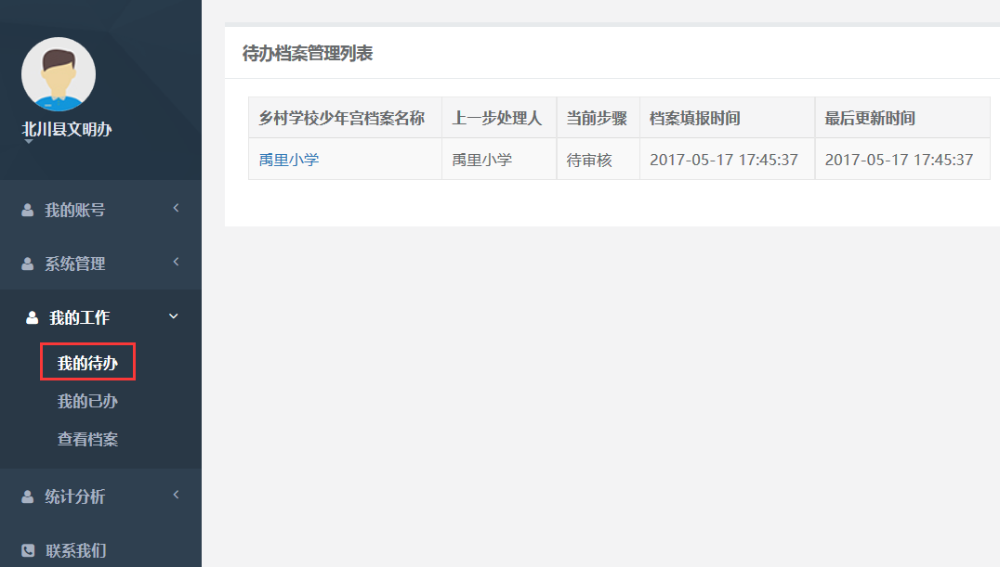 北川县文明办
我的账号
系统管理
我的工作
我的待办
我的已办
查看档案
统计分析
联系我们
待办档案管理列表
乡村学校少年宫档案名称 上一步处理人 当前步骤 档案填报时间 最后更新时间
禹里小学 禹里小学 待审核 2017-05-17 17:45:37 2017-05-17 17:45:37